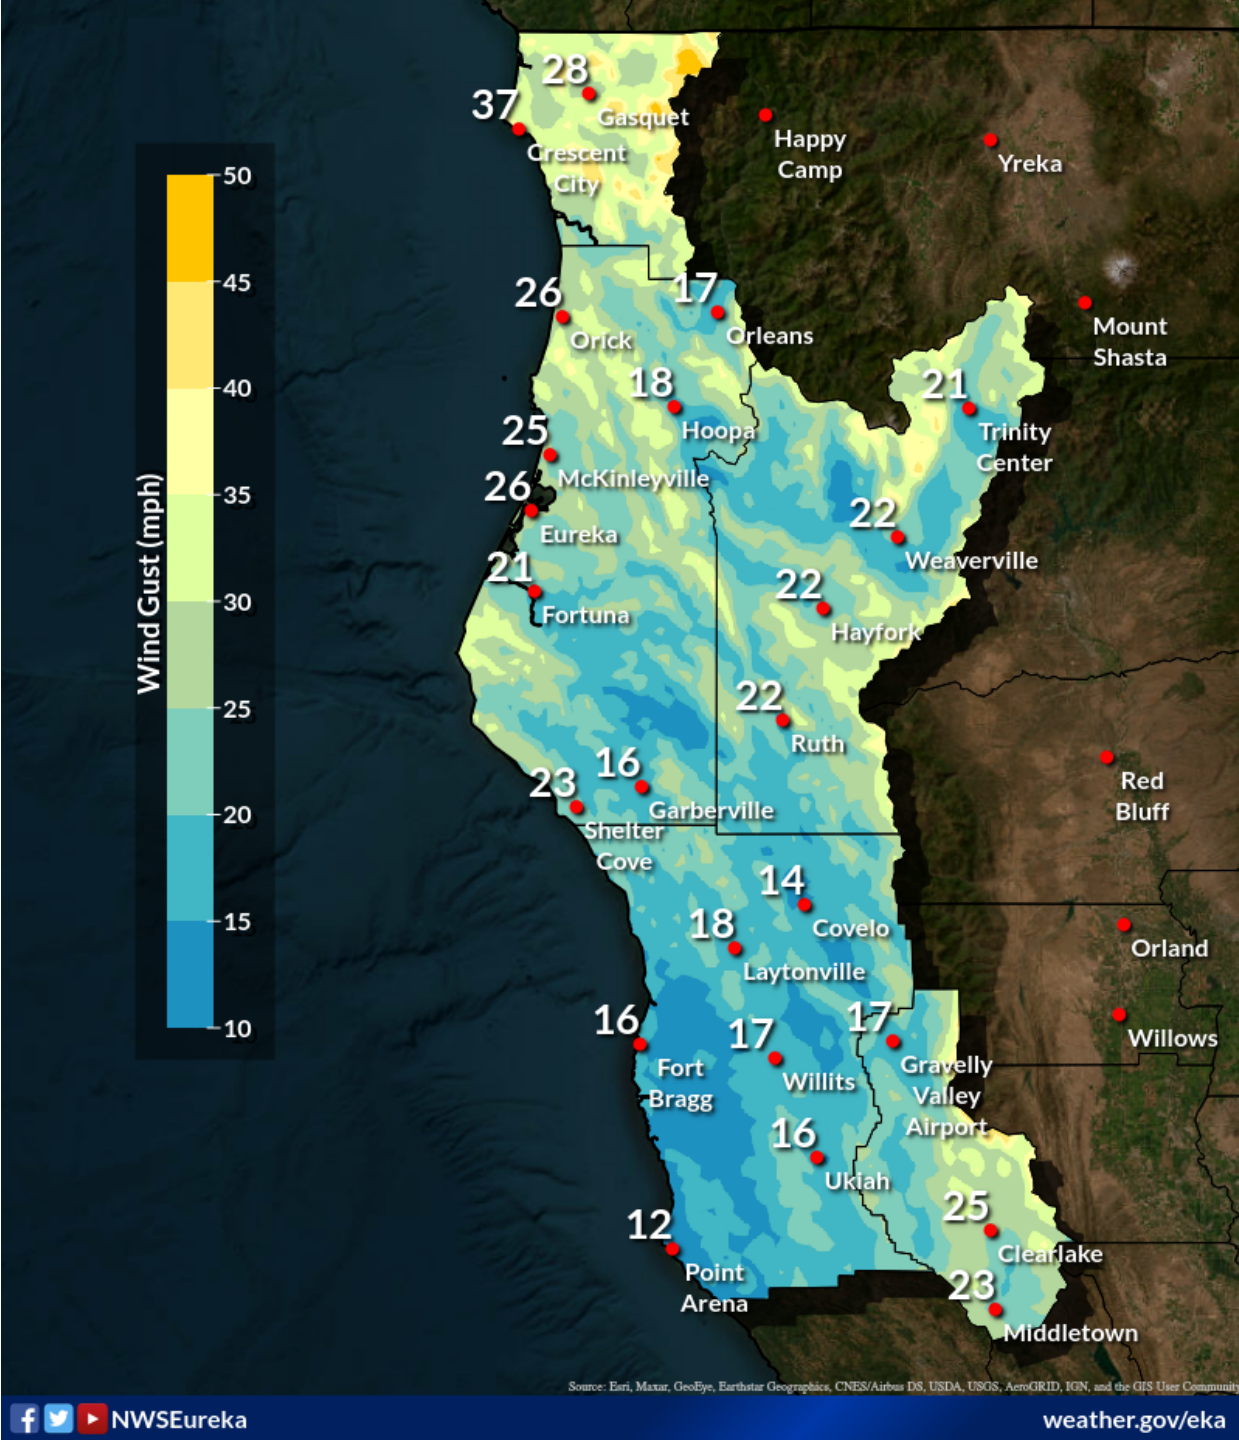 28
Gasquet
37
Crescent
City
Happy
Camp
Yreka
50
45
40
35
30
25
20
15
10
Wind Gust (mph)
26
Orick
17
Orleans
Mount
Shasta
18
Hoopa
21
Trinity
Center
25
McKinleyville
26
Eureka
22
Weaverville
21
Fortuna
22
Hayfork
22
Ruth
16
Garberville
23
Shelter
Cove
Red
Bluff
14
Covelo
18
Laytonville
Orland
16
Fort
Bragg
17
Willits
17
Gravelly
Valley
Airport
Willows
16
Ukiah
25
Clearlake
12
Point
Arena
23
Middletown
Source: Esri, Maxar, GeoEye, Earthstar Geographics, CNES/Airbus DS, USDA, USGS, AeroGRID, IGN, and the GIS User Community
NWSEureka
weather.gov/eka